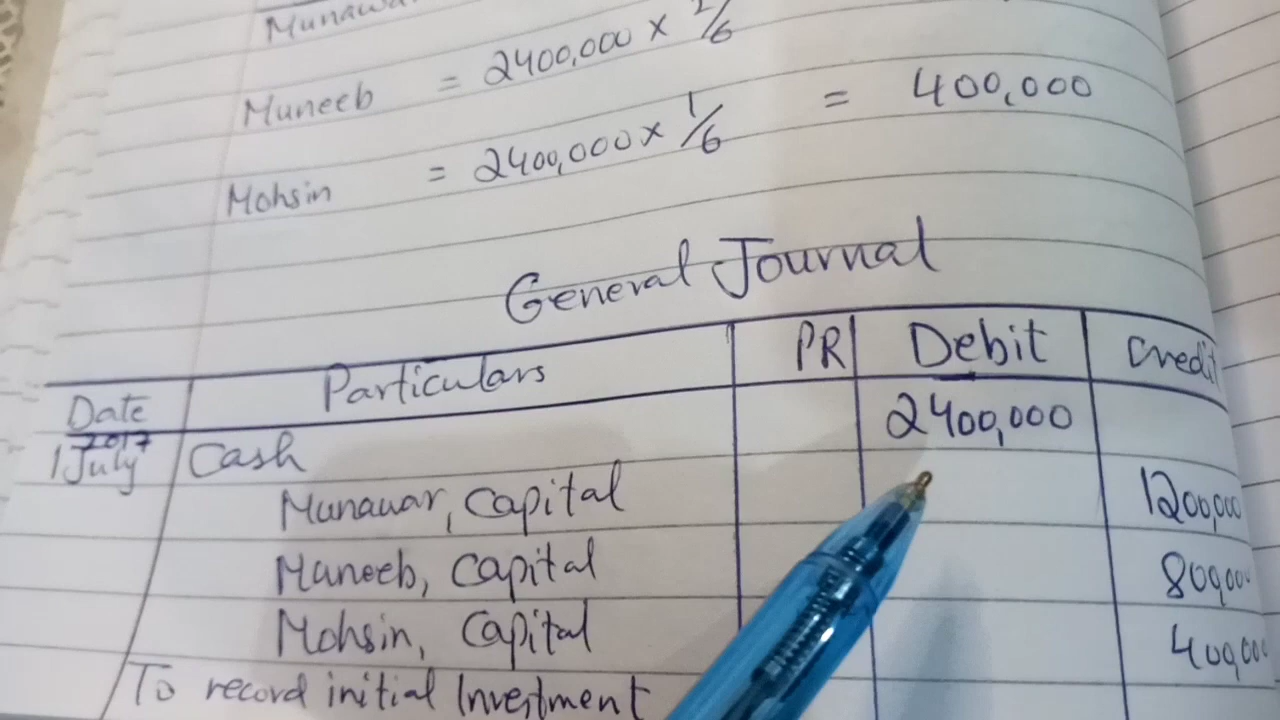 Muneeb = 2400,000 × 2/6
Mohsin = 2400,000 × 1/6 = 400,000
General Journal
Date Particulars PR Debit Credit
2017
1 July Cash 2400,000
Munawar, Capital 1200,000
Muneeb, Capital 800,000
Mohsin, Capital 400,000
To record initial Investment